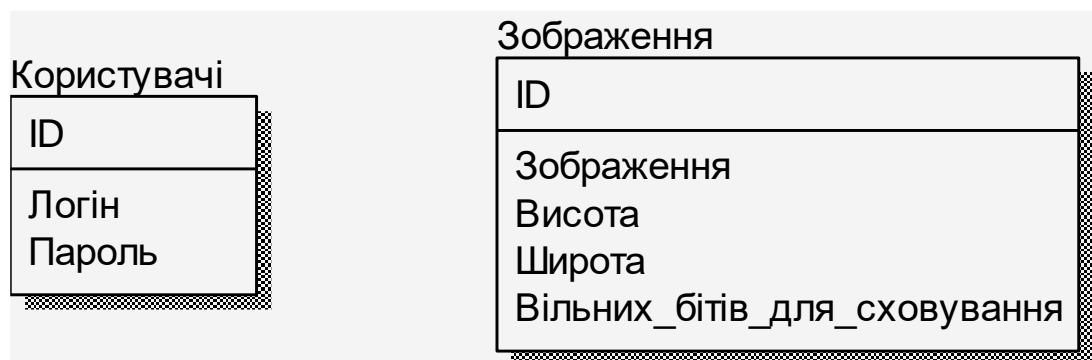 Користувачі
ID
Логін
Пароль
Зображення
ID
Зображення
Висота
Широта
Вільних_бітів_для_сховування